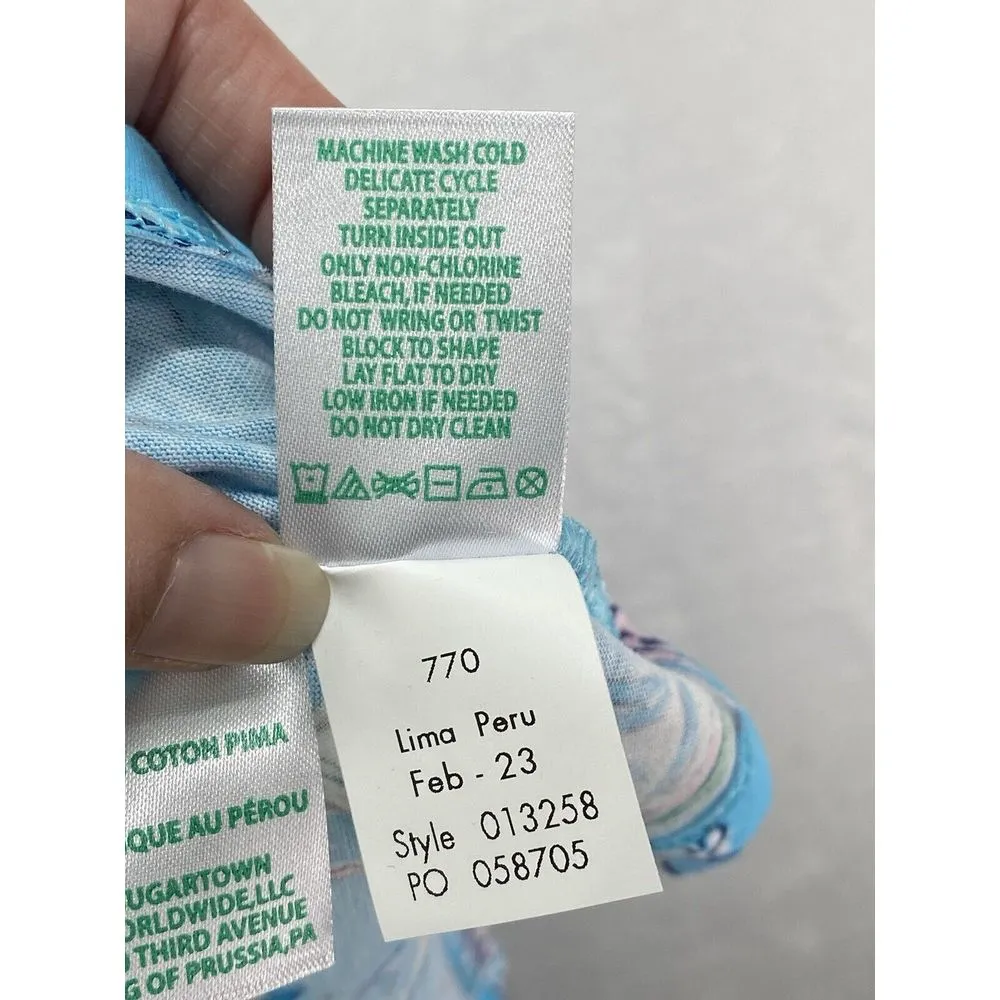 MACHINE WASH COLD
DELICATE CYCLE
SEPARATELY
TURN INSIDE OUT
ONLY NON-CHLORINE
BLEACH, IF NEEDED
DO NOT WRING OR TWIST
BLOCK TO SHAPE
LAY FLAT TO DRY
LOW IRON IF NEEDED
DO NOT DRY CLEAN
770
Lima Peru
Feb - 23
Style 013258
PO 058705
COTON PIMA
QUE AU PÉROU
UGARTOWN
ORLDWIDE,LLC
THIRD AVENUE
G OF PRUSSIA,PA